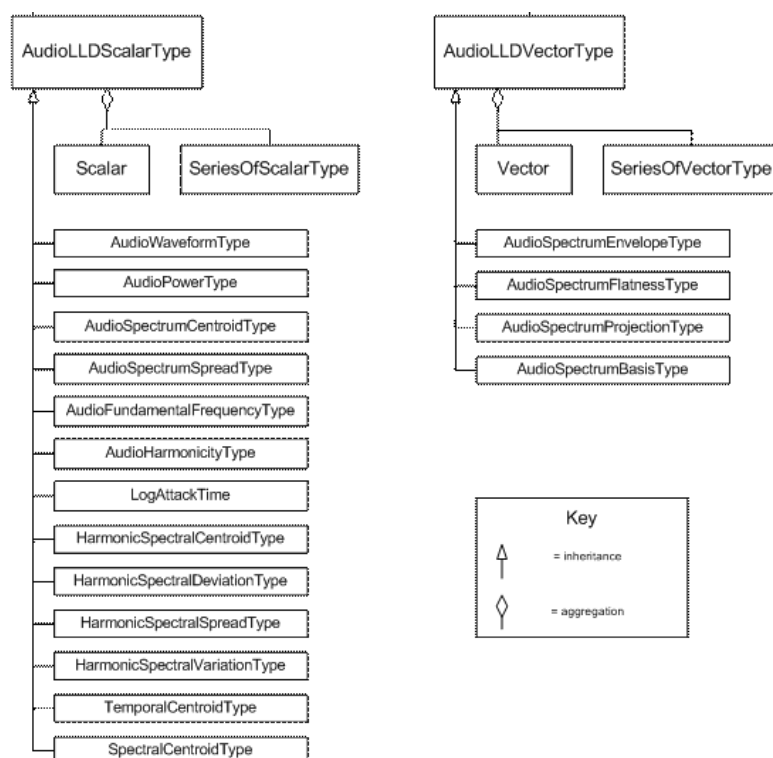 AudioLLDScalarType
Scalar
SeriesOfScalarType
AudioWaveformType
AudioPowerType
AudioSpectrumCentroidType
AudioSpectrumSpreadType
AudioFundamentalFrequencyType
AudioHarmonicityType
LogAttackTime
HarmonicSpectralCentroidType
HarmonicSpectralDeviationType
HarmonicSpectralSpreadType
HarmonicSpectralVariationType
TemporalCentroidType
SpectralCentroidType
AudioLLDVectorType
Vector
SeriesOfVectorType
AudioSpectrumEnvelopeType
AudioSpectrumFlatnessType
AudioSpectrumProjectionType
AudioSpectrumBasisType
Key
= inheritance
= aggregation